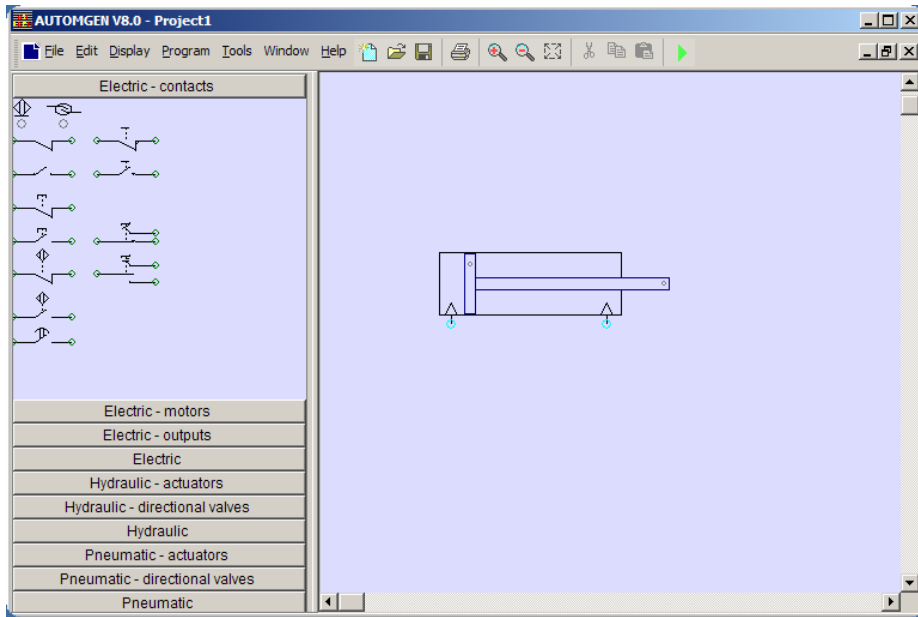 AUTOMGEN V8.0 - Project1
File Edit Display Program Tools Window Help
Electric - contacts
Electric - motors
Electric - outputs
Electric
Hydraulic - actuators
Hydraulic - directional valves
Hydraulic
Pneumatic - actuators
Pneumatic - directional valves
Pneumatic